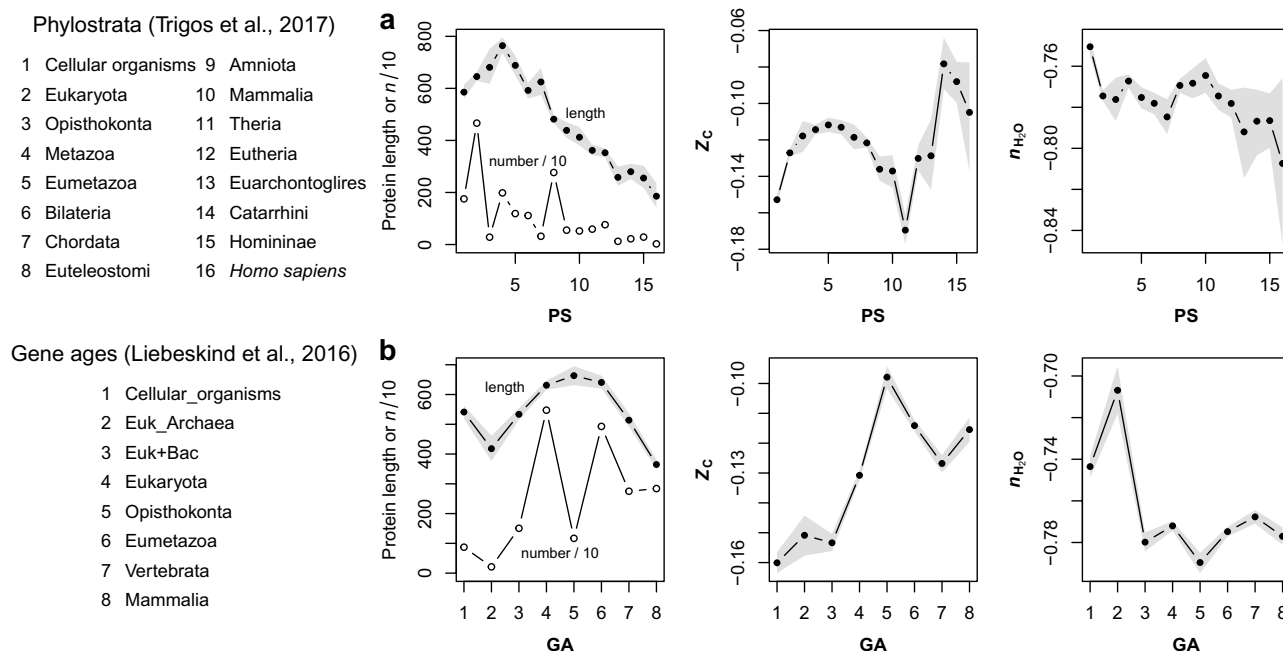 Phylostrata (Trigos et al., 2017)
1 Cellular organisms 9 Amniota
2 Eukaryota 10 Mammalia
3 Opisthokonta 11 Theria
4 Metazoa 12 Eutheria
5 Eumetazoa 13 Euarchontoglires
6 Bilateria 14 Catarrhini
7 Chordata 15 Homininae
8 Euteleostomi 16 Homo sapiens
a
Protein length or n/10
0 200 400 600 800
length
number / 10
5 10 15
PS
ZC
−0.18 −0.14 −0.10 −0.06
5 10 15
PS
nH2O
−0.84 −0.80 −0.76
5 10 15
PS
Gene ages (Liebeskind et al., 2016)
1 Cellular_organisms
2 Euk_Archaea
3 Euk+Bac
4 Eukaryota
5 Opisthokonta
6 Eumetazoa
7 Vertebrata
8 Mammalia
b
Protein length or n/10
0 200 400 600
length
number / 10
1 2 3 4 5 6 7 8
GA
ZC
−0.16 −0.13 −0.10
1 2 3 4 5 6 7 8
GA
nH2O
−0.78 −0.74 −0.70
1 2 3 4 5 6 7 8
GA